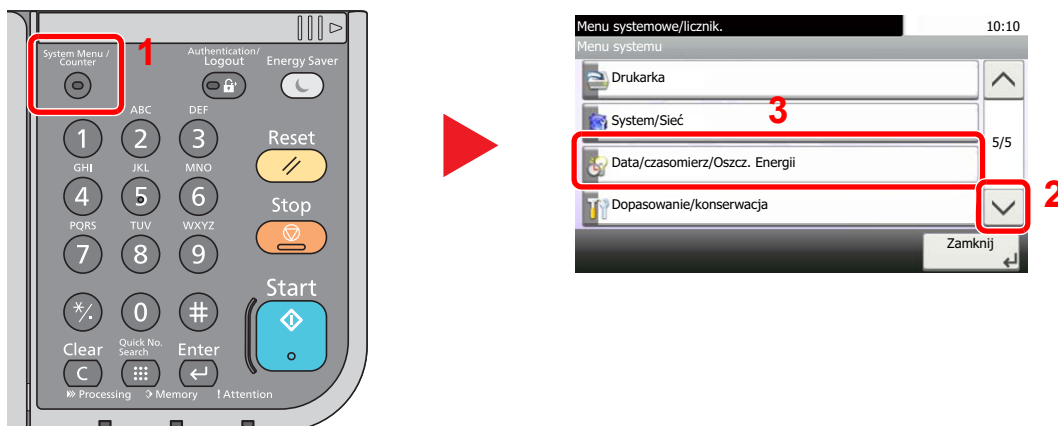 System Menu /
Counter
1
Authentication/
Logout
Energy Saver
ABC
DEF
1
2
3
Reset
GHI
JKL
MNO
4
5
6
Stop
PQRS
TUV
WXYZ
7
8
9
Start
*/.
0
#
Clear
Quick No.
Search
Enter
C
Processing
Memory
! Attention
Menu systemowe/licznik.
10:10
Menu systemu
Drukarka
3
System/Sieć
5/5
Data/czasomierz/Oszcz. Energii
2
Dopasowanie/konserwacja
Zamknij